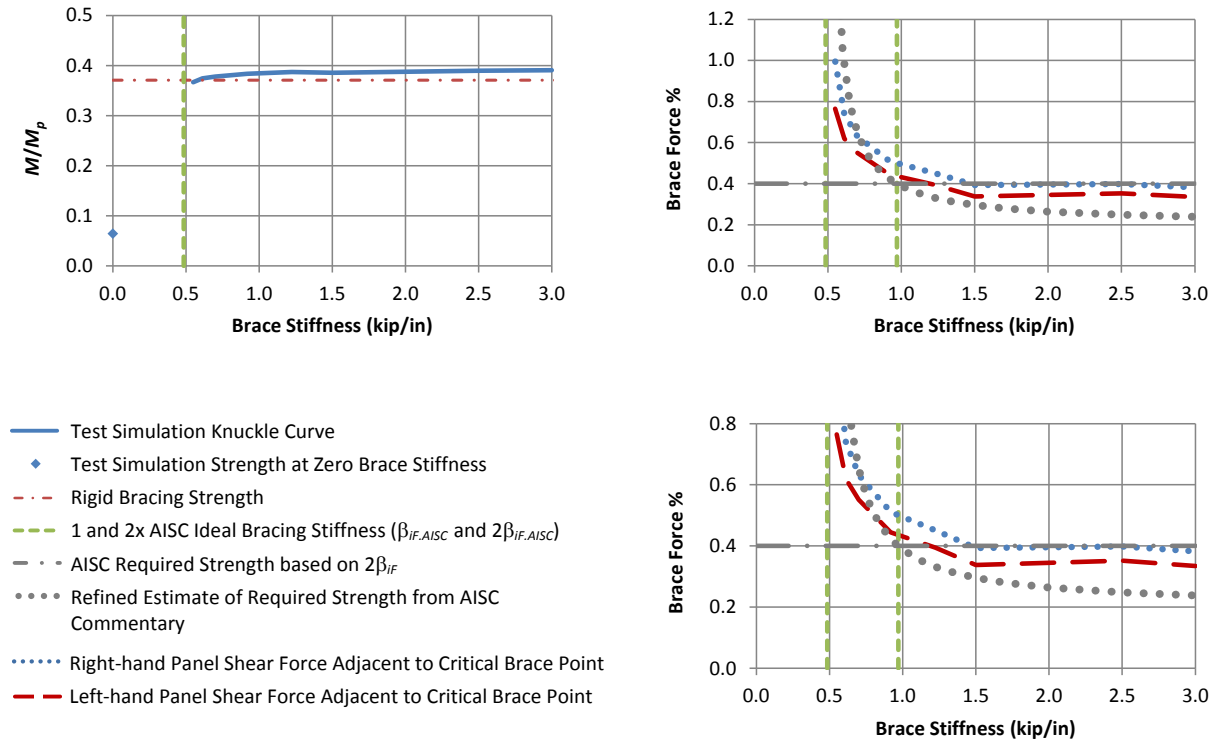 0.5
0.4
0.3
0.2
0.1
0.0
M/Mp
0.0 0.5 1.0 1.5 2.0 2.5 3.0
Brace Stiffness (kip/in)
1.2
1.0
0.8
0.6
0.4
0.2
0.0
Brace Force %
0.0 0.5 1.0 1.5 2.0 2.5 3.0
Brace Stiffness (kip/in)
Test Simulation Knuckle Curve
Test Simulation Strength at Zero Brace Stiffness
Rigid Bracing Strength
1 and 2x AISC Ideal Bracing Stiffness (βiF.AISC and 2βiF.AISC)
AISC Required Strength based on 2βiF
Refined Estimate of Required Strength from AISC
Commentary
Right-hand Panel Shear Force Adjacent to Critical Brace Point
Left-hand Panel Shear Force Adjacent to Critical Brace Point
0.8
0.6
0.4
0.2
0.0
Brace Force %
0.0 0.5 1.0 1.5 2.0 2.5 3.0
Brace Stiffness (kip/in)